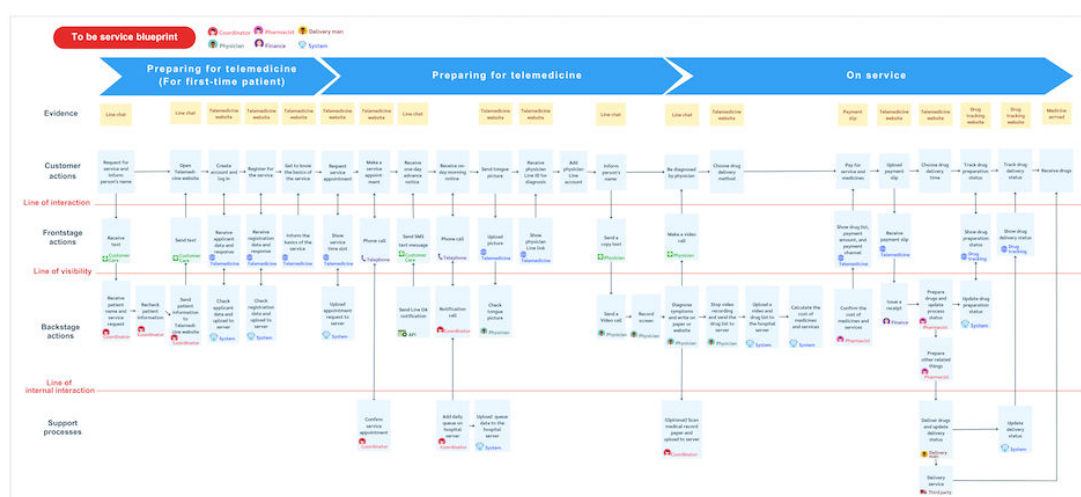 To be service blueprint
Coordinator
Pharmacist
Delivery man
Physician
Finance
System
Preparing for telemedicine
(For first-time patient)
Preparing for telemedicine
On service
Evidence
Line chat
Line chat
Telemedicine
website
Telemedicine
website
Telemedicine
website
Telemedicine
website
Telemedicine
website
Line chat
Telemedicine
website
Telemedicine
website
Line chat
Line chat
Telemedicine
website
Payment
slip
Telemedicine
website
Telemedicine
website
Drug
tracking
website
Drug
tracking
website
Medicine
arrived
Customer
actions
Request for
service and
inform
person's name
Open
Telemedi-
cine website
Create
account and
log in
Register for
the service
Get to know
the basics of
the service
Request
service
appointment
Make a
service
appoint-
ment
Receive
one-day
advance
notice
Receive on-
day morning
notice
Send tongue
picture
Receive
physician
Line ID for
diagnosis
Add
physician
Line
account
Inform
person's
name
Be diagnosed
by physician
Choose drug
delivery
method
Pay for
service and
medicines
Upload
payment
slip
Choose drug
delivery
time
Track drug
preparation
status
Track drug
delivery
status
Receive drugs
Line of interaction
Frontstage
actions
Receive
text
Customer
Care
Send text
Customer
Care
Receive
applicant
data and
response
Telemedicine
Receive
registration
data and
response
Telemedicine
Inform the
basics of the
service
Telemedicine
Show
service
time slot
Telemedicine
Phone call
Telephone
Send SMS
text message
Customer
Care
Phone call
Telephone
Upload
picture
Telemedicine
Show
physician
Line link
Telemedicine
Send a
copy text
Physician
Make a
video call
Physician
Show drug list,
payment
amount, and
payment
channel
Telemedicine
Receive
payment slip
Telemedicine
Show drug
preparation
status
Drug
tracking
Show drug
delivery status
Drug
tracking
Line of visibility
Backstage
actions
Receive
patient
name and
service
request
Coordinator
Recheck
patient
information
Coordinator
Send
patient
information to
Telemedi-
cine website
Coordinator
Check
applicant
data and
upload to
server
System
Check
registration
data and
upload to
server
System
Upload
appointment
request to
server
System
Send Line OA
notification
API
Notification
call
Coordinator
Check
tongue
picture
Physician
Send a
Video call
Physician
Record
screen
Physician
Diagnose
symptoms
and write on
paper or
website
Physician
Stop video
recording
and send the
drug list to
server
Physician
Upload a
video and
drug list to
the hospital
server
System
Calculate the
cost of
medicines
and services
System
Confirm the
cost of
medicines
and services
Pharmacist
Issue a
receipt
Finance
Prepare
drugs and
update
process
status
Pharmacist
Update drug
preparation
status
System
Prepare
other related
things
Pharmacist
Line of
internal interaction
Support
processes
Confirm
service
appointment
Coordinator
Add daily
queue on
hospital
server
Coordinator
Upload queue
data to the
hospital
server
System
(Optional) Scan
medical record
paper and
upload to server
Coordinator
Deliver drugs
and update
delivery
status
Delivery
man
Update
delivery
status
System
Delivery
service
Third party